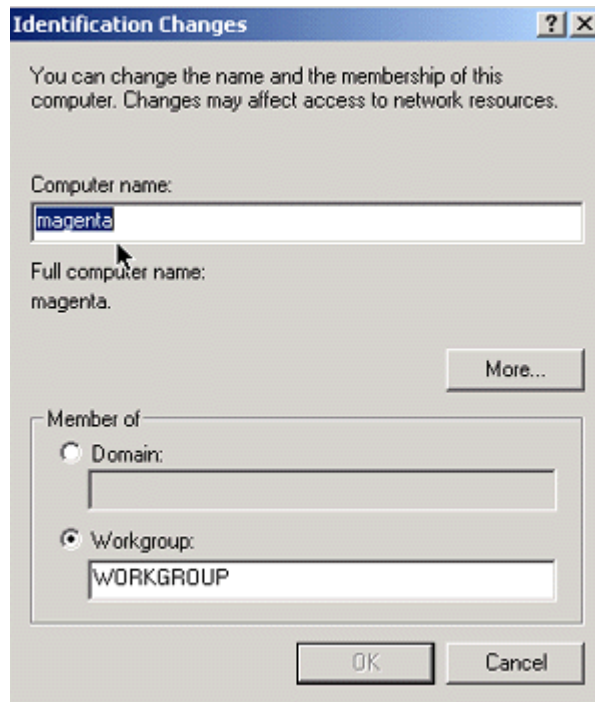 Identification Changes
You can change the name and the membership of this
computer. Changes may affect access to network resources.
Computer name:
magenta
Full computer name:
magenta.
More...
Member of
Domain:
Workgroup:
WORKGROUP
OK Cancel